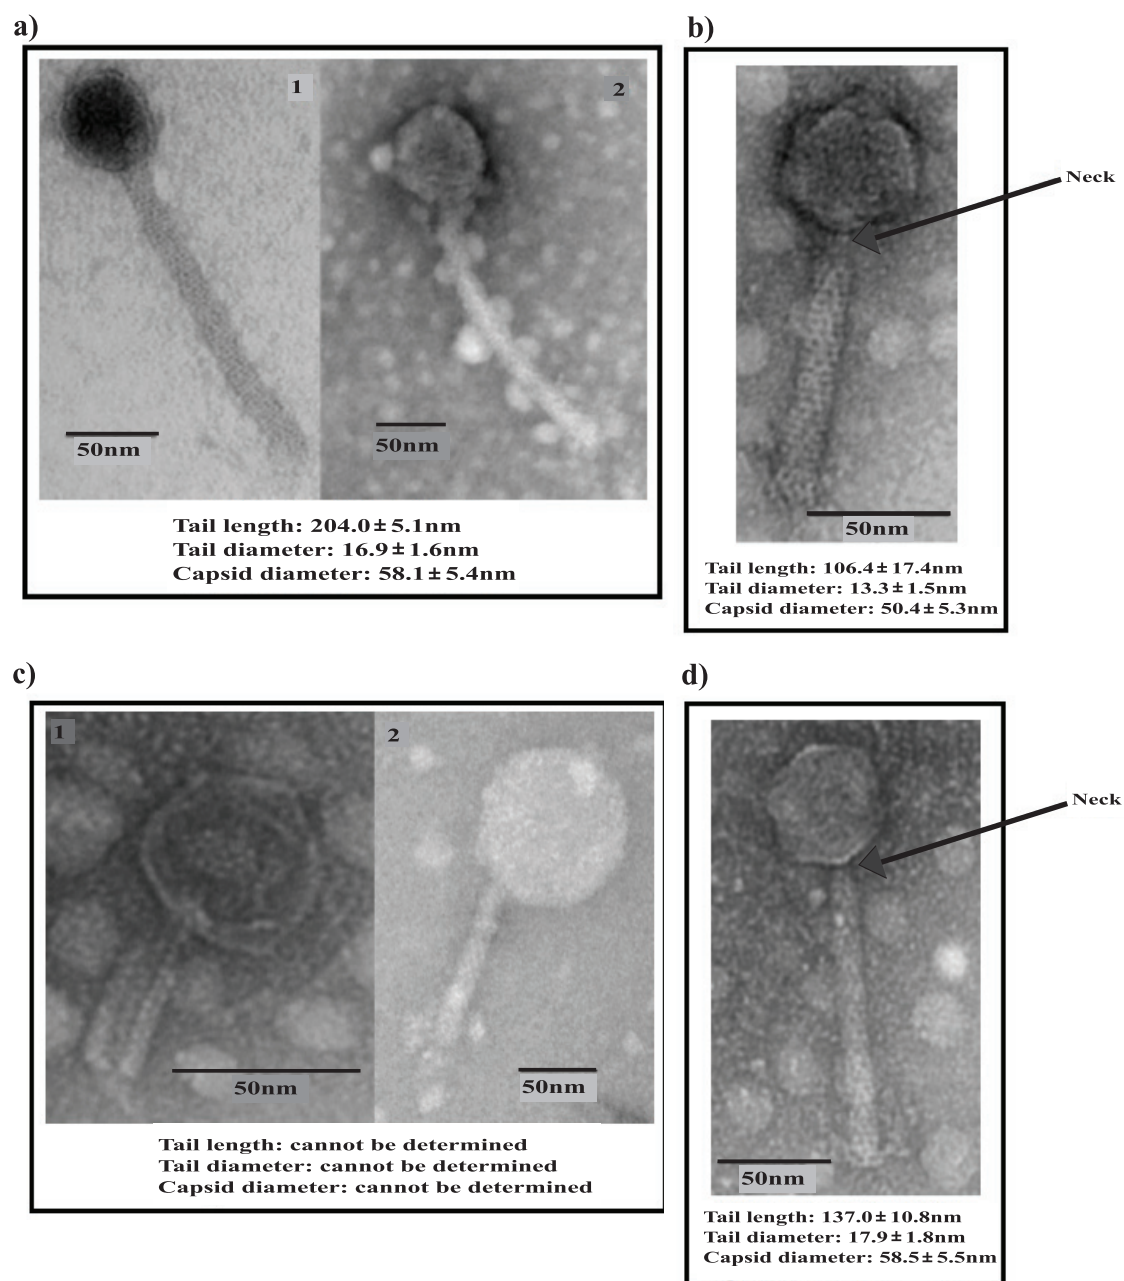 a)
1
2
50nm
50nm
Tail length: 204.0±5.1nm
Tail diameter: 16.9±1.6nm
Capsid diameter: 58.1±5.4nm
b)
Neck
50nm
Tail length: 106.4±17.4nm
Tail diameter: 13.3±1.5nm
Capsid diameter: 50.4±5.3nm
c)
1
2
50nm
50nm
Tail length: cannot be determined
Tail diameter: cannot be determined
Capsid diameter: cannot be determined
d)
Neck
50nm
Tail length: 137.0±10.8nm
Tail diameter: 17.9±1.8nm
Capsid diameter: 58.5±5.5nm